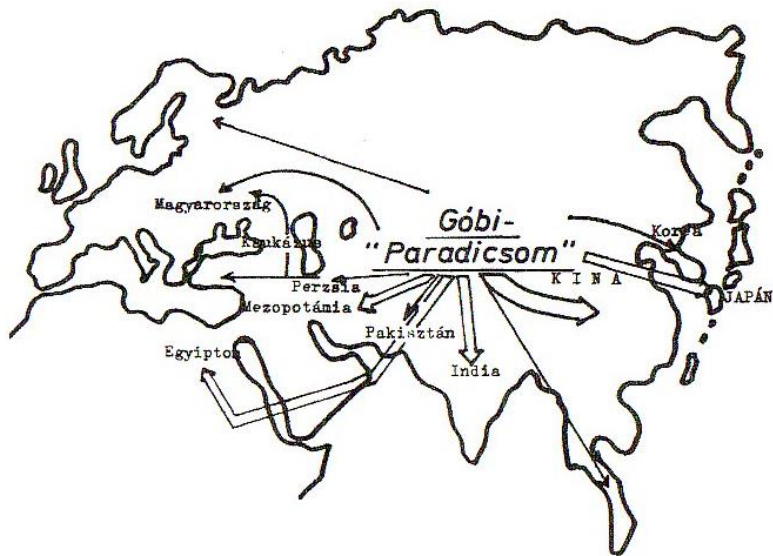 Magyarország
Kaukázus
Góbi-
"Paradicsom"
Korea
Perzsia
K I N A
Mezopotámia
JAPÁN
Pakisztán
Egyiptom
India